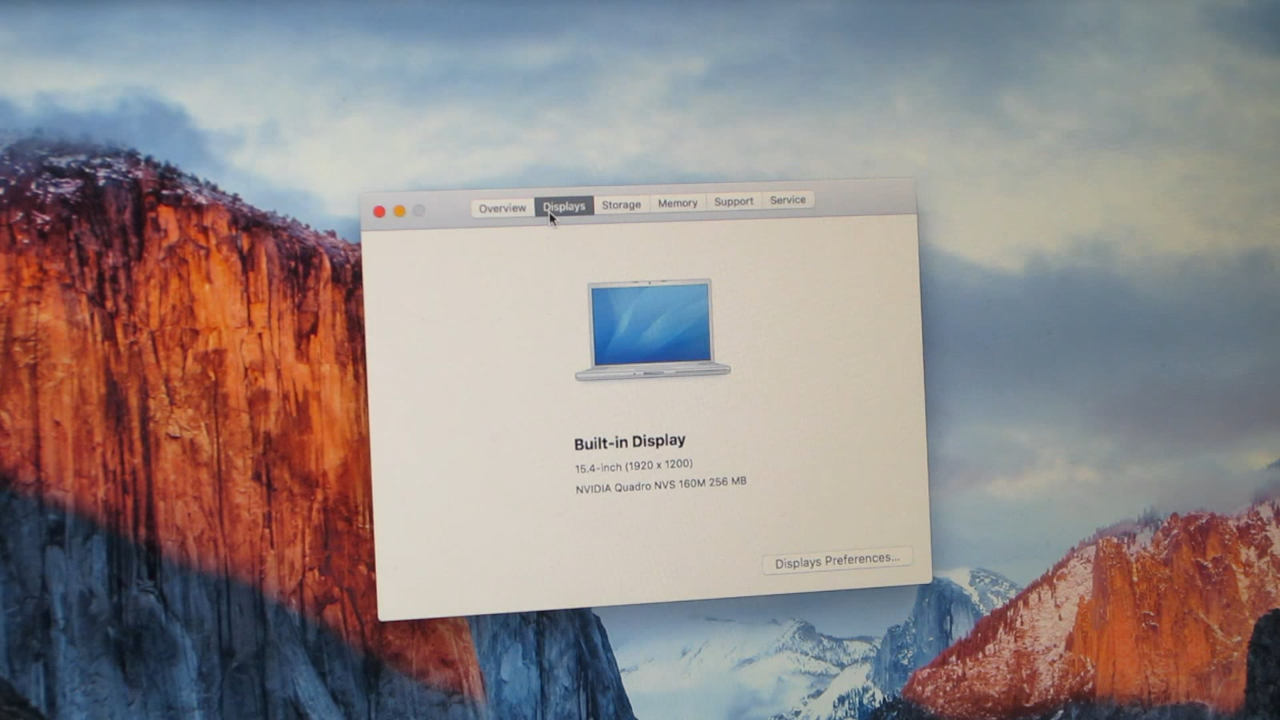 Overview Displays Storage Memory Support Service
Built-in Display
15.4-inch (1920 x 1200)
NVIDIA Quadro NVS 160M 256 MB
Displays Preferences...